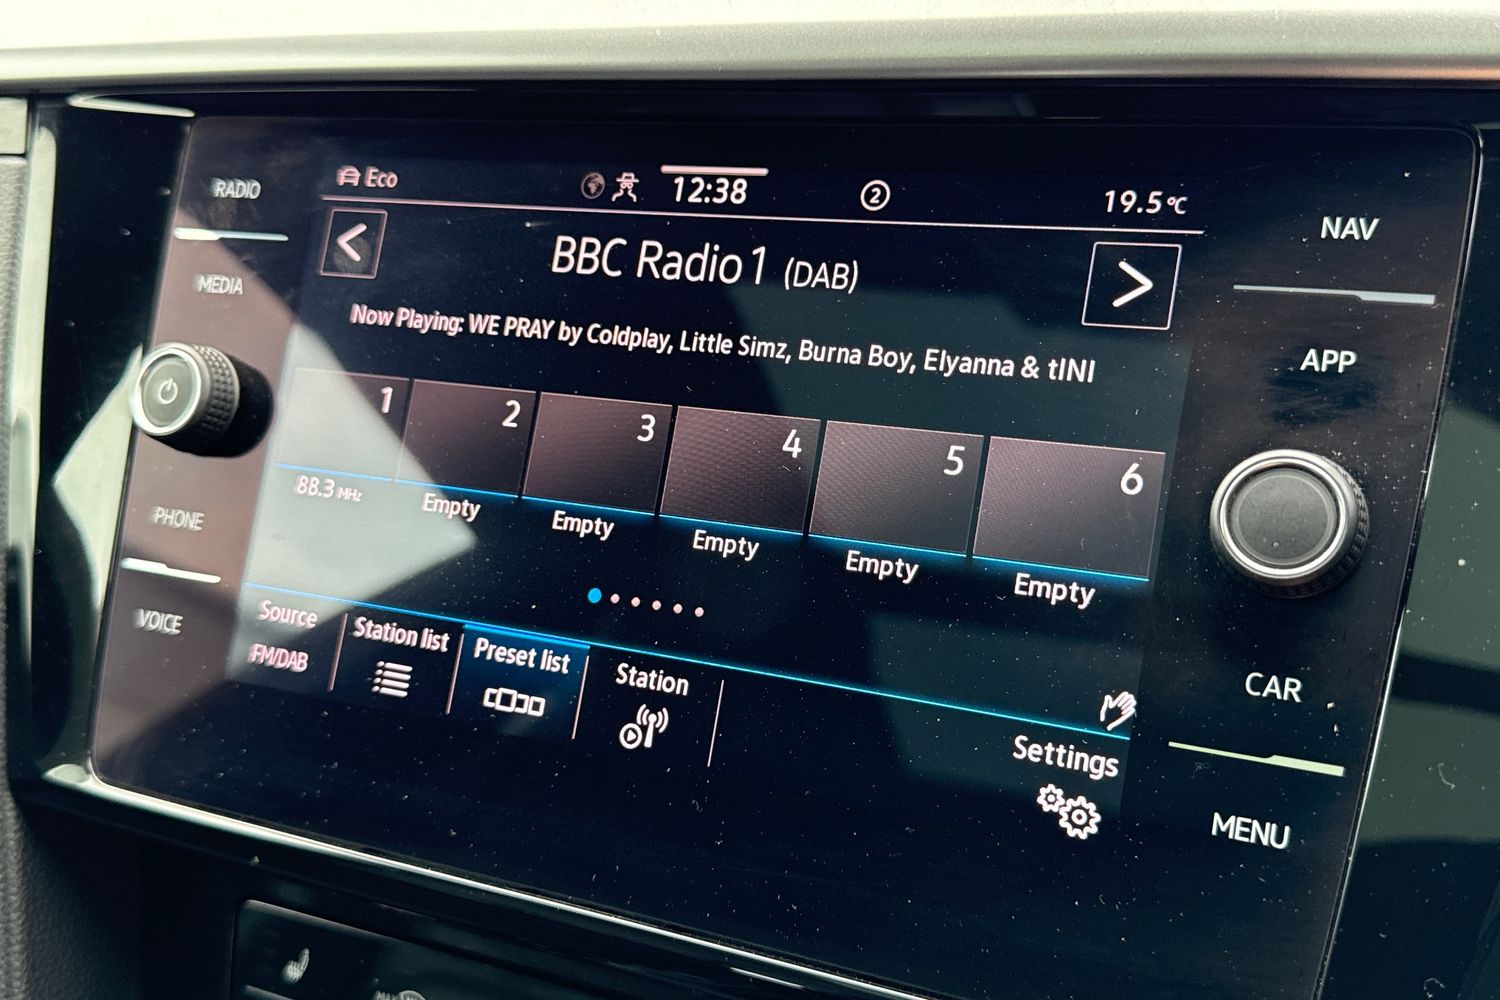 RADIO
MEDIA
PHONE
VOICE
Eco
12:38
2
19.5°C
BBC Radio 1 (DAB)
Now Playing: WE PRAY by Coldplay, Little Simz, Burna Boy, Elyanna & tINI
1 2 3 4 5 6
88.3 MHz Empty Empty Empty Empty Empty
Source
FM/DAB
Station list
Preset list
Station
Settings
NAV
APP
CAR
MENU